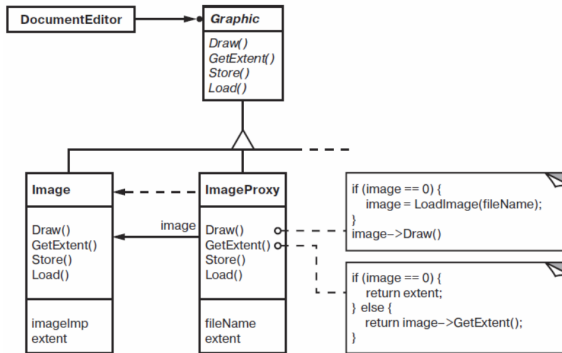 DocumentEditor
Graphic
Draw()
GetExtent()
Store()
Load()
Image
Draw()
GetExtent()
Store()
Load()
imageImp
extent
image
ImageProxy
Draw()
GetExtent()
Store()
Load()
fileName
extent
if (image == 0) {
image = LoadImage(fileName);
}
image->Draw()
if (image == 0) {
return extent;
} else {
return image->GetExtent();
}